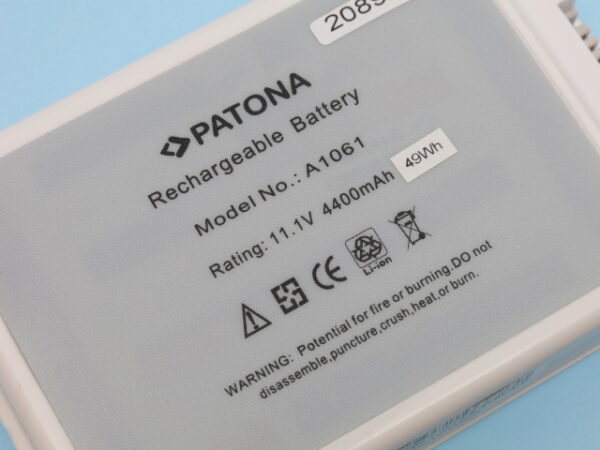 PATONA
Rechargeable Battery
Model No.: A1061
Rating: 11.1V 4400mAh 49Wh
Li-ion
WARNING: Potential for fire or burning.DO not
disassemble,puncture,crush,heat,or burn.